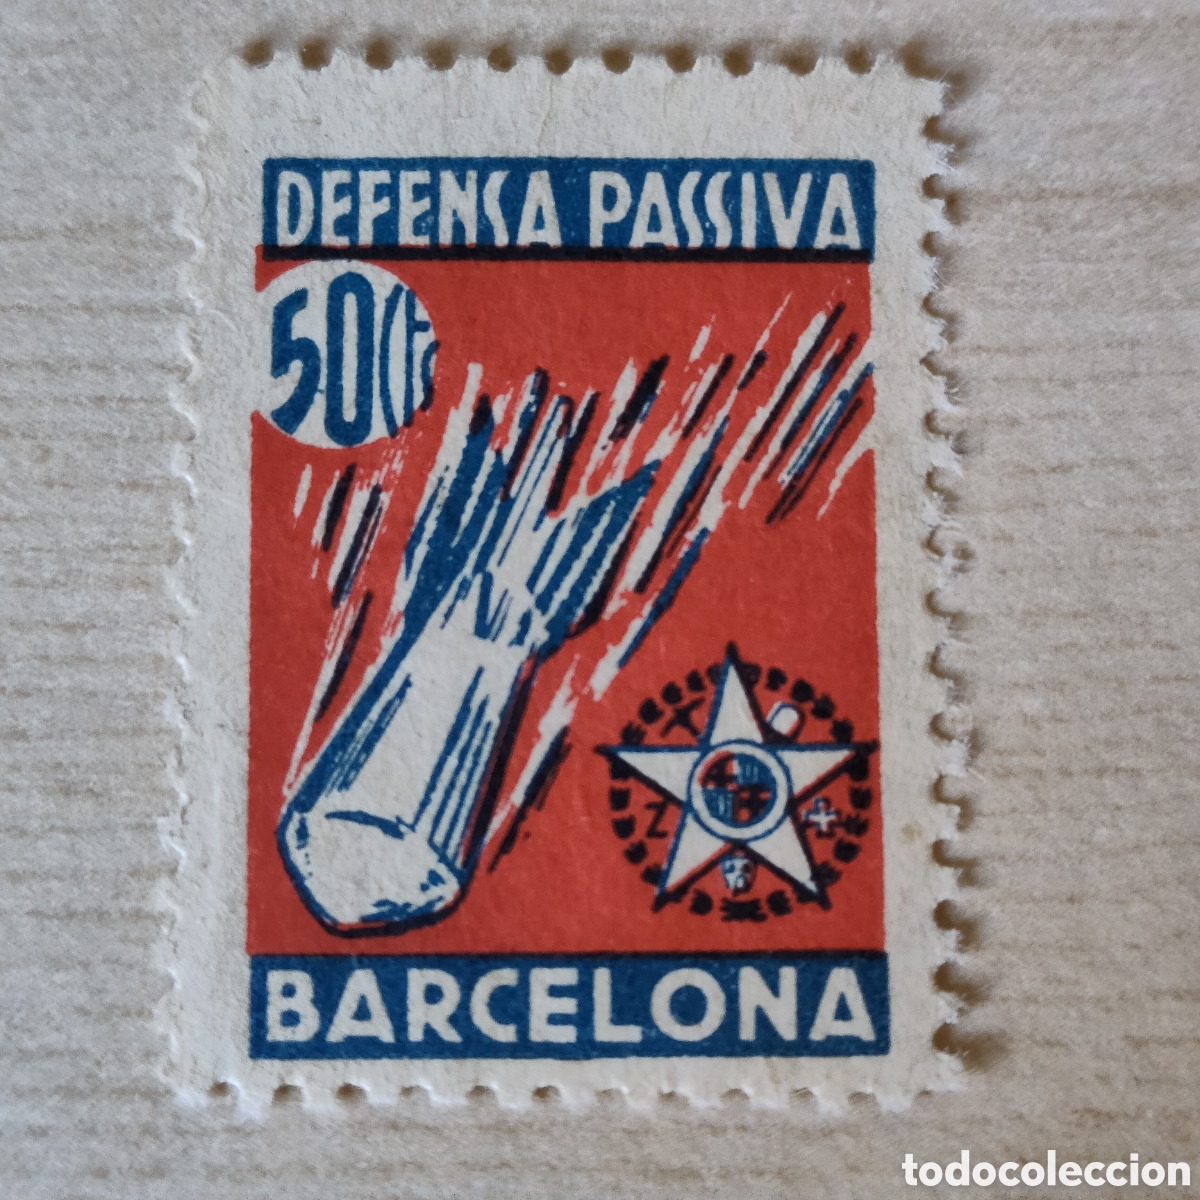 DEFENSA PASSIVA
50 Cts
Z
BARCELONA
todocoleccion